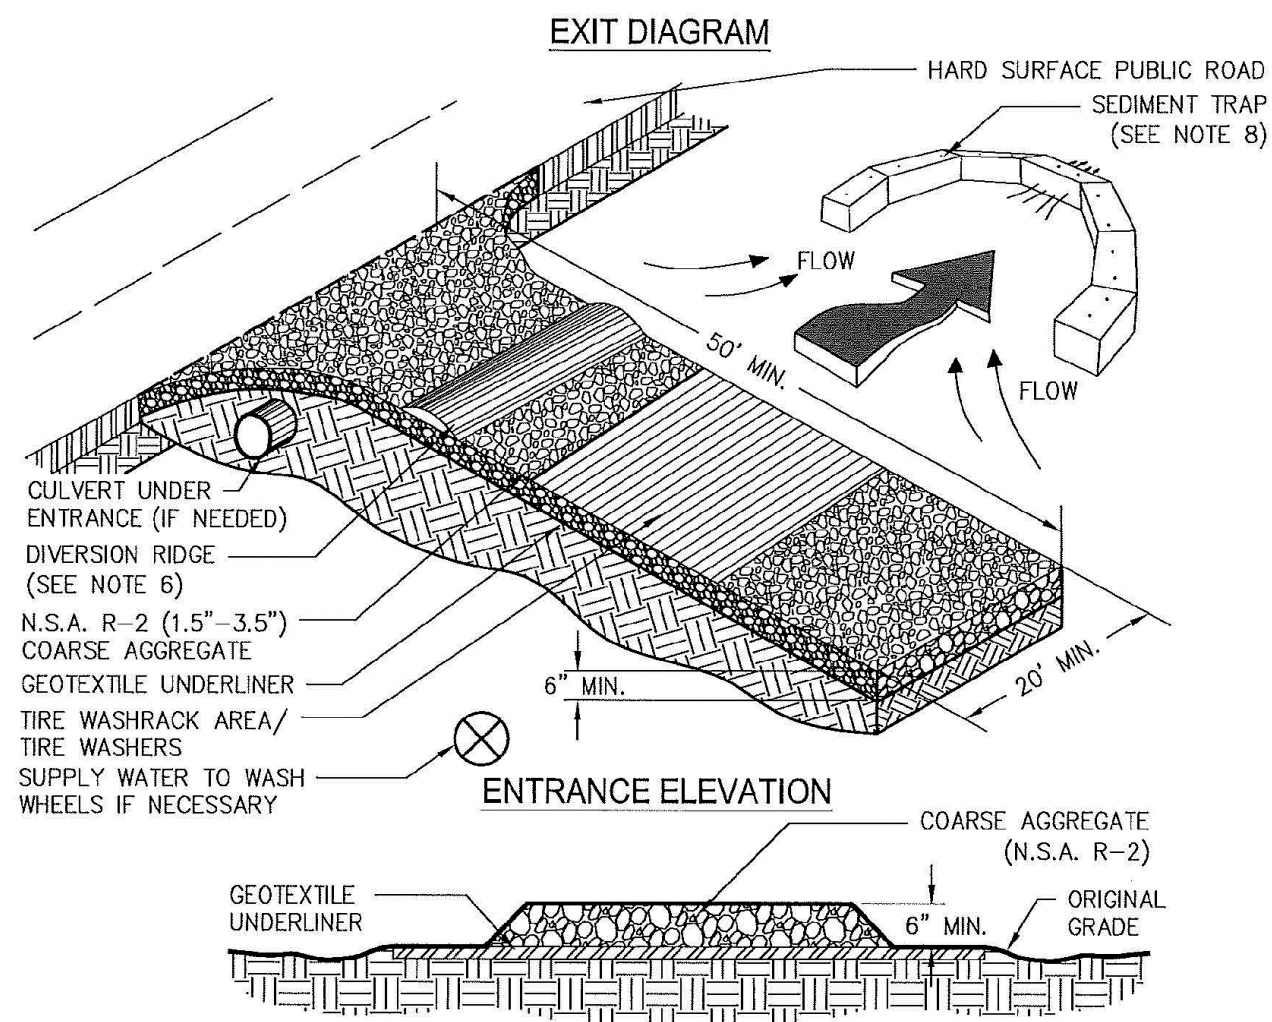 EXIT DIAGRAM
HARD SURFACE PUBLIC ROAD
SEDIMENT TRAP
(SEE NOTE 8)
FLOW
50' MIN.
FLOW
CULVERT UNDER
ENTRANCE (IF NEEDED)
DIVERSION RIDGE
(SEE NOTE 6)
N.S.A. R-2 (1.5"-3.5")
COARSE AGGREGATE
GEOTEXTILE UNDERLINER
TIRE WASHRACK AREA/
TIRE WASHERS
SUPPLY WATER TO WASH
WHEELS IF NECESSARY
6" MIN.
20' MIN.
ENTRANCE ELEVATION
COARSE AGGREGATE
(N.S.A. R-2)
GEOTEXTILE
UNDERLINER
6" MIN.
ORIGINAL
GRADE